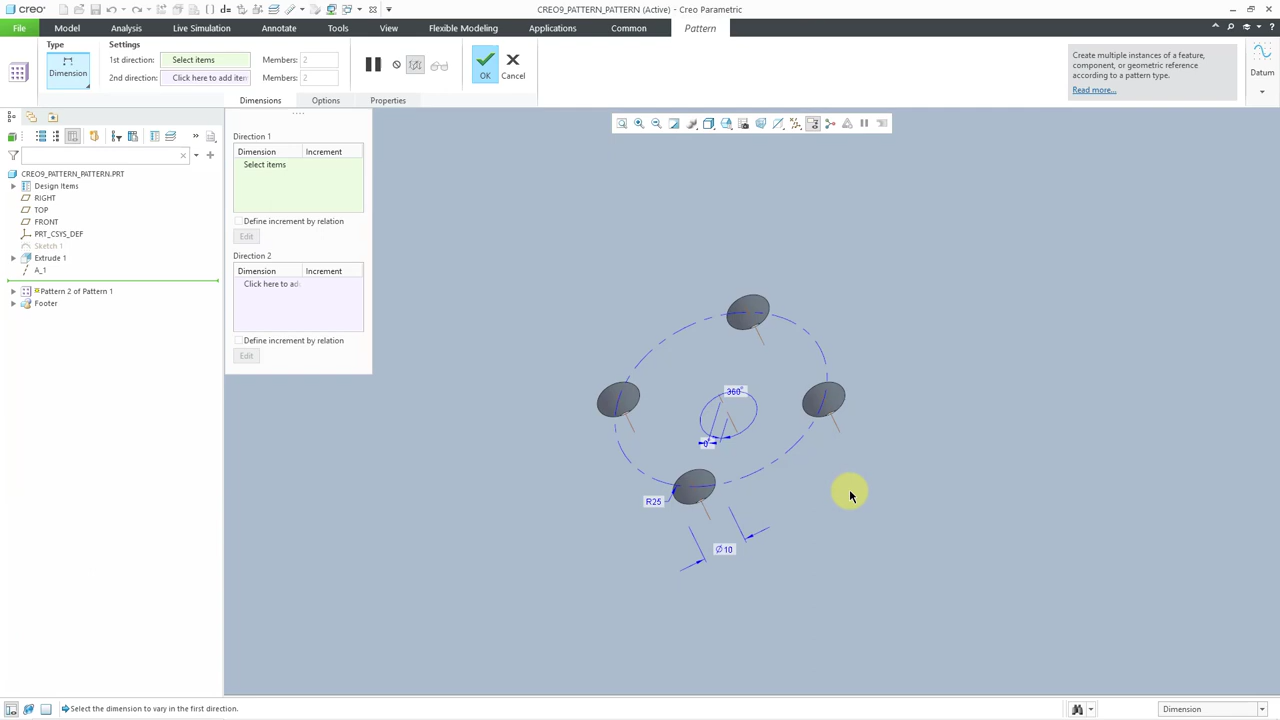 creo
CREO9_PATTERN_PATTERN (Active) - Creo Parametric
File
Model
Analysis
Live Simulation
Annotate
Tools
View
Flexible Modeling
Applications
Common
Pattern
Type
Settings
Dimension
1st direction:
Select items
Members:
2
2nd direction:
Click here to add item
Members:
2
OK
Cancel
Create multiple instances of a feature,
component, or geometric reference
according to a pattern type.
Read more...
Datum
Dimensions
Options
Properties
CREO9_PATTERN_PATTERN.PRT
Design Items
RIGHT
TOP
FRONT
PRT_CSYS_DEF
Sketch 1
Extrude 1
A_1
Pattern 2 of Pattern 1
Footer
Direction 1
Dimension
Increment
Select items
Define increment by relation
Edit
Direction 2
Dimension
Increment
Click here to ad
Define increment by relation
Edit
360°
0°
R25
Ø10
Select the dimension to vary in the first direction.
Dimension